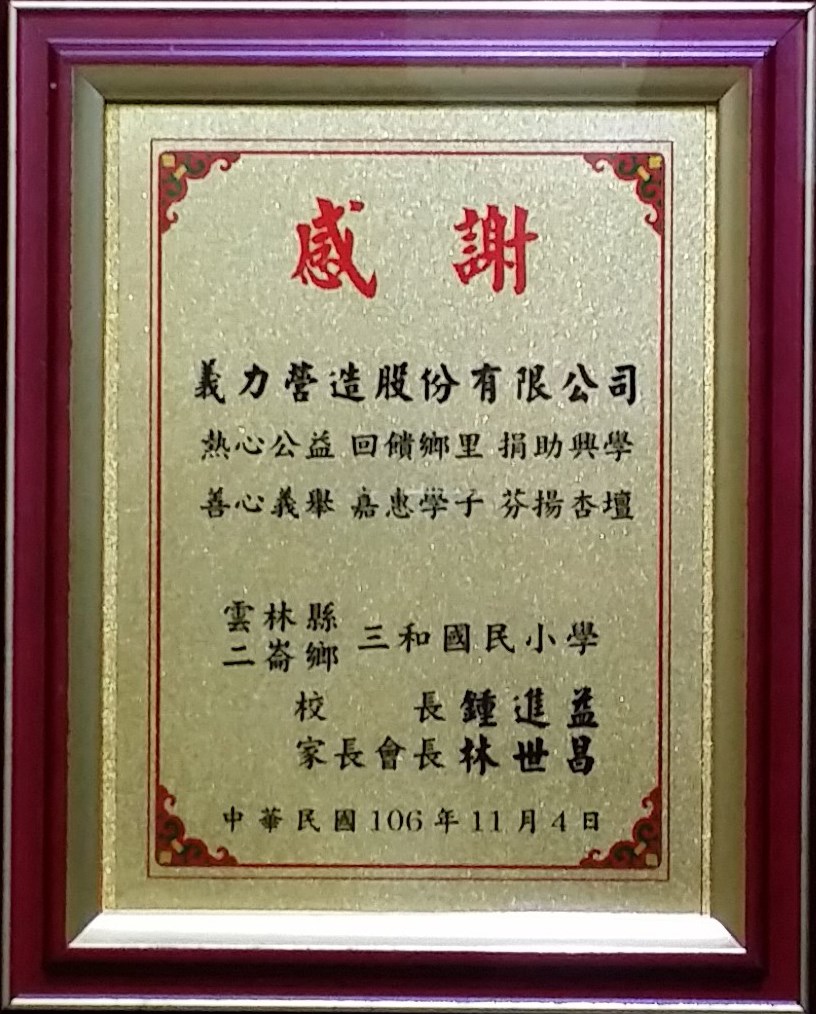 感謝
義力營造股份有限公司
熱心公益 回饋鄉里 捐助興學
善心義舉 嘉惠學子 芬揚杏壇
雲林縣
二崙鄉
三和國民小學
校長 鍾進益
家長會長 林世昌
中華民國106年11月4日